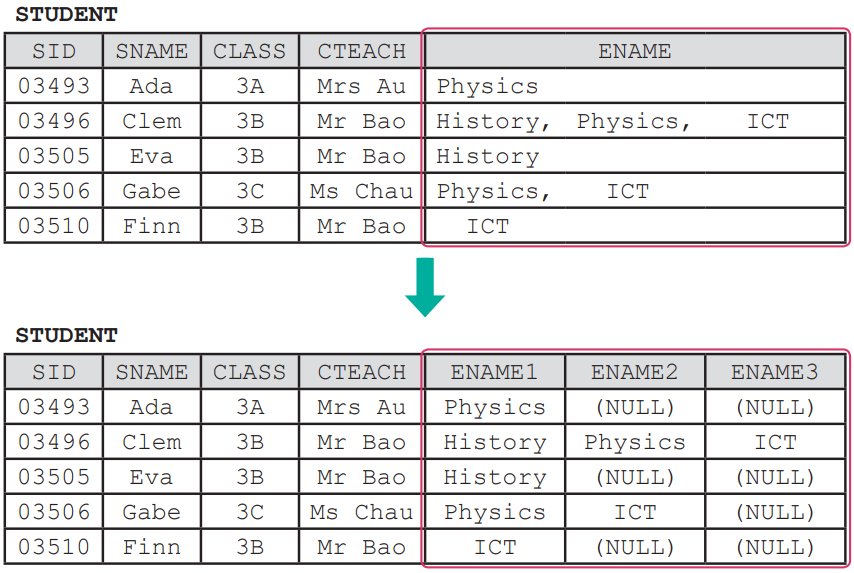 STUDENT
SID SNAME CLASS CTEACH ENAME
03493 Ada 3A Mrs Au Physics
03496 Clem 3B Mr Bao History, Physics, ICT
03505 Eva 3B Mr Bao History
03506 Gabe 3C Ms Chau Physics, ICT
03510 Finn 3B Mr Bao ICT
STUDENT
SID SNAME CLASS CTEACH ENAME1 ENAME2 ENAME3
03493 Ada 3A Mrs Au Physics (NULL) (NULL)
03496 Clem 3B Mr Bao History Physics ICT
03505 Eva 3B Mr Bao History (NULL) (NULL)
03506 Gabe 3C Ms Chau Physics ICT (NULL)
03510 Finn 3B Mr Bao ICT (NULL) (NULL)